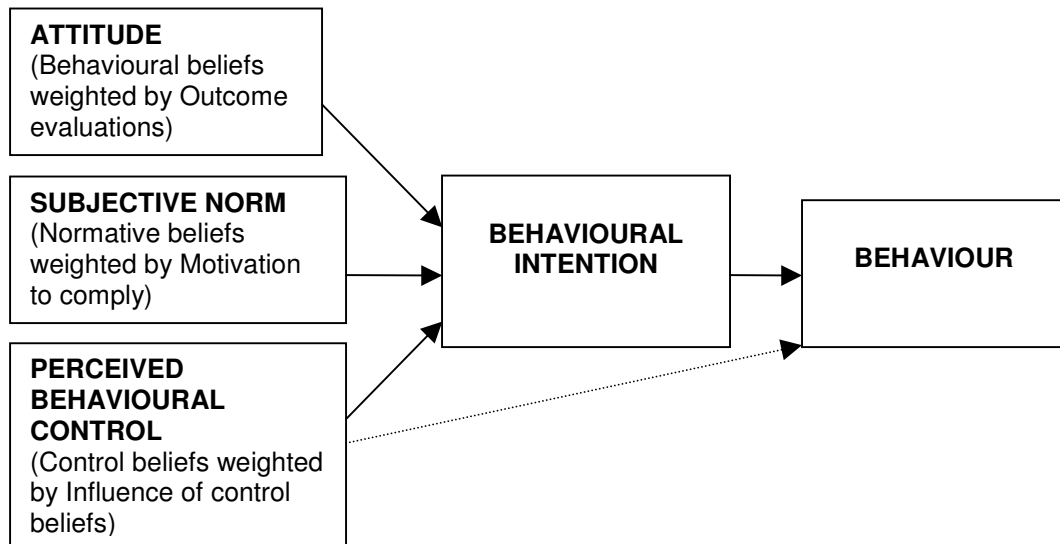 ATTITUDE
(Behavioural beliefs
weighted by Outcome
evaluations)
SUBJECTIVE NORM
(Normative beliefs
weighted by Motivation
to comply)
PERCEIVED
BEHAVIOURAL
CONTROL
(Control beliefs weighted
by Influence of control
beliefs)
BEHAVIOURAL
INTENTION
BEHAVIOUR